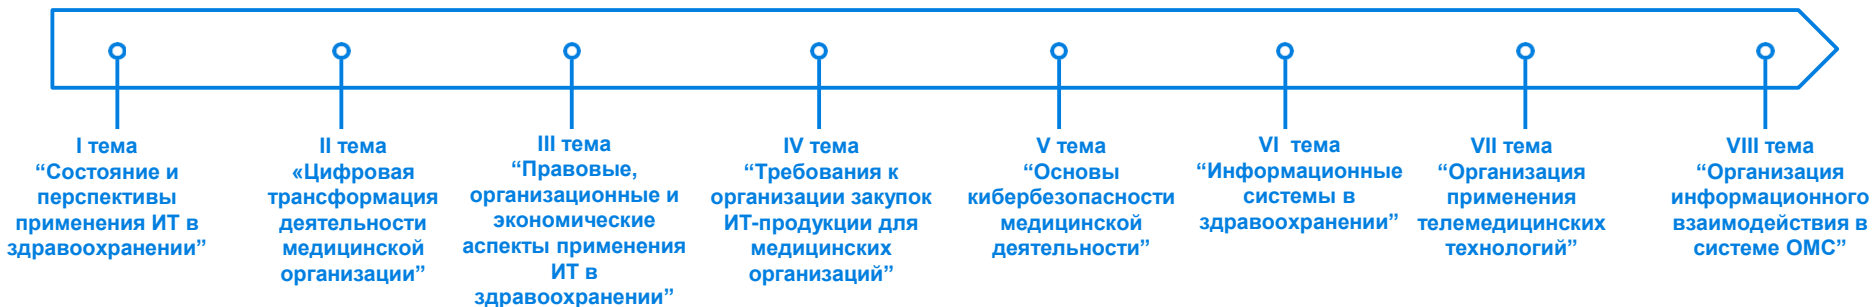 I тема
“Состояние и
перспективы
применения ИТ в
здравоохранении”
II тема
«Цифровая
трансформация
деятельности
медицинской
организации”
III тема
“Правовые,
организационные и
экономические
аспекты применения
ИТ в
здравоохранении”
IV тема
“Требования к
организации закупок
ИТ-продукции для
медицинских
организаций”
V тема
“Основы
кибербезопасности
медицинской
деятельности”
VI  тема
“Информационные
системы в
здравоохранении”
VII тема
“Организация
применения
телемедицинских
технологий”
VIII тема
“Организация
информационного
взаимодействия в
системе ОМС”